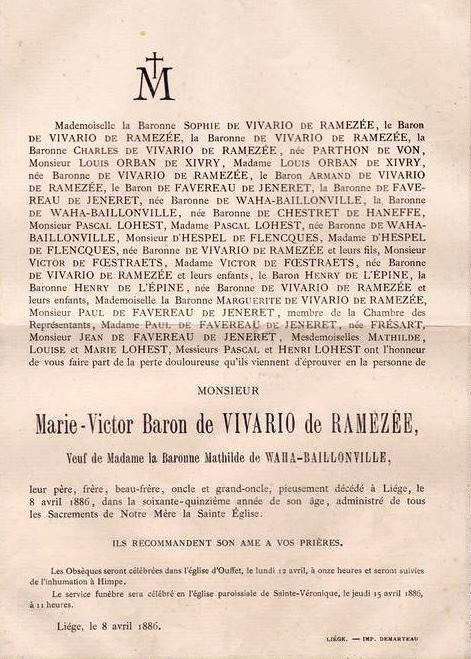 M
Mademoiselle la Baronne SOPHIE DE VIVARIO DE RAMEZÉE, le Baron
DE VIVARIO DE RAMEZÉE, la Baronne DE VIVARIO DE RAMEZÉE, la
Baronne CHARLES DE VIVARIO DE RAMEZÉE, née PARTHON DE VON,
Monsieur LOUIS ORBAN DE XIVRY, Madame LOUIS ORBAN DE XIVRY,
née Baronne DE VIVARIO DE RAMEZÉE, le Baron ARMAND DE VIVARIO
DE RAMEZÉE, le Baron DE FAVEREAU DE JENERET, la Baronne DE FAVE-
REAU DE JENERET, née Baronne DE WAHA-BAILLONVILLE, la Baronne
DE WAHA-BAILLONVILLE, née Baronne DE CHESTRET DE HANEFFE,
Monsieur PASCAL LOHEST, Madame PASCAL LOHEST, née Baronne DE WAHA-
BAILLONVILLE, Monsieur D'HESPEL DE FLENCQUES, Madame D'HESPEL
DE FLENCQUES, née Baronne DE VIVARIO DE RAMEZÉE et leurs fils, Monsieur
VICTOR DE FŒSTRAETS, Madame VICTOR DE FŒSTRAETS, née Baronne
DE VIVARIO DE RAMEZÉE et leurs enfants, le Baron HENRY DE L'ÉPINE, la
Baronne HENRY DE L'ÉPINE, née Baronne DE VIVARIO DE RAMEZÉE et
leurs enfants, Mademoiselle la Baronne MARGUERITE DE VIVARIO DE RAMEZÉE,
Monsieur PAUL DE FAVEREAU DE JENERET, membre de la Chambre des
Représentants, Madame PAUL DE FAVEREAU DE JENERET, née FRÉSART,
Monsieur JEAN DE FAVEREAU DE JENERET, Mesdemoiselles MATHILDE,
LOUISE et MARIE LOHEST, Messieurs PASCAL et HENRI LOHEST ont l'honneur
de vous faire part de la perte douloureuse qu'ils viennent d'éprouver en la personne de
MONSIEUR
Marie-Victor Baron de VIVARIO de RAMEZÉE,
Veuf de Madame la Baronne Mathilde de WAHA-BAILLONVILLE,
leur père, frère, beau-frère, oncle et grand-oncle, pieusement décédé à Liége, le
8 avril 1886, dans la soixante-quinzième année de son âge, administré de tous
les Sacrements de Notre Mère la Sainte Église.
ILS RECOMMANDENT SON AME A VOS PRIÈRES.
Les Obsèques seront célébrées dans l'église d'Ouffet, le lundi 12 avril, à onze heures et seront suivies
de l'inhumation à Himpe.
Le service funèbre sera célébré en l'église paroissiale de Sainte-Véronique, le jeudi 15 avril 1886,
à 11 heures.
Liége, le 8 avril 1886.
LIÉGE. — IMP. DEMARTEAU